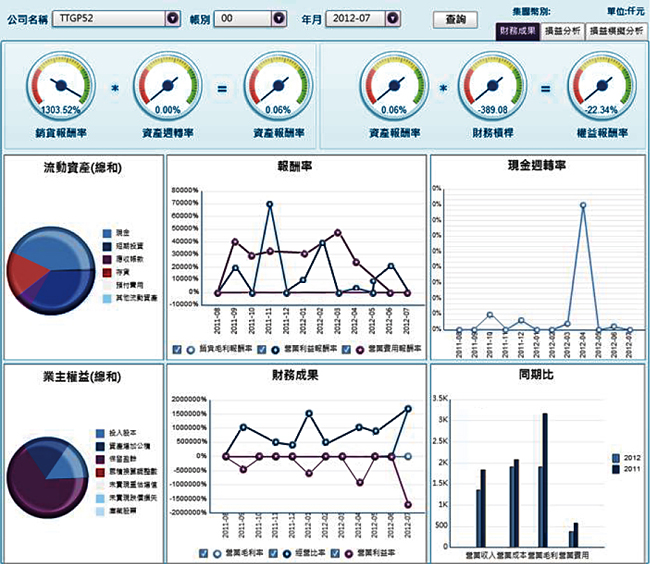 集團幣別: 單位:仟元
公司名稱 TTGP52 帳別 00 年月 2012-07 查詢
財務成果 損益分析 損益模擬分析
1303.52% * 0.00% = 0.06% 0.06% * -389.08 = -22.34%
銷貨報酬率 資產週轉率 資產報酬率 資產報酬率 財務槓桿 權益報酬率
流動資產(總和)
現金
短期投資
應收帳款
存貨
預付費用
其他流動資產
報酬率
80000%
70000%
60000%
50000%
40000%
30000%
20000%
10000%
0%
-10000%
2011-08 2011-09 2011-10 2011-11 2011-12 2012-01 2012-02 2012-03 2012-04 2012-05 2012-06 2012-07
銷貨毛利報酬率 營業利益報酬率 營業費用報酬率
現金週轉率
0%
0%
0%
0%
0%
0%
0%
0%
0%
2011-08 2011-09 2011-10 2011-11 2011-12 2012-01 2012-02 2012-03 2012-04 2012-05 2012-06 2012-07
業主權益(總和)
投入股本
資產增加公積
保留盈餘
累積換算調整數
未實現重估增值
未實現跌價損失
庫藏股票
財務成果
2000000%
1500000%
1000000%
500000%
0%
-500000%
-1000000%
-1500000%
-2000000%
2011-08 2011-09 2011-10 2011-11 2011-12 2012-01 2012-02 2012-03 2012-04 2012-05 2012-06 2012-07
營業毛利率 經營比率 營業利益率
同期比
3.5K
3K
2.5K
2K
1.5K
1K
500
0
營業收入 營業成本 營業毛利 營業費用
2012
2011